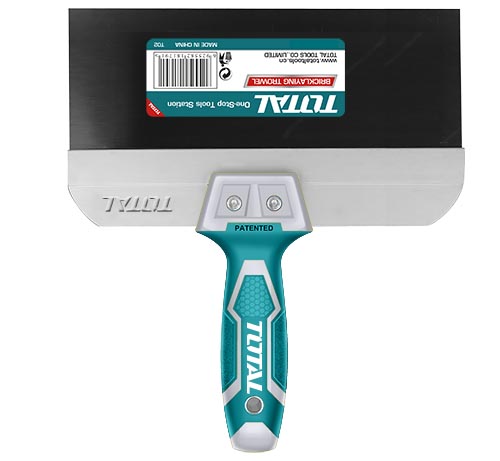 TOTAL
One-Stop Tools Station
BRICKLAYING TROWEL
www.totaltools.cn
TOTAL TOOLS CO.,LIMITED
MADE IN CHINA
T02
TOTAL
PATENTED
TOTAL